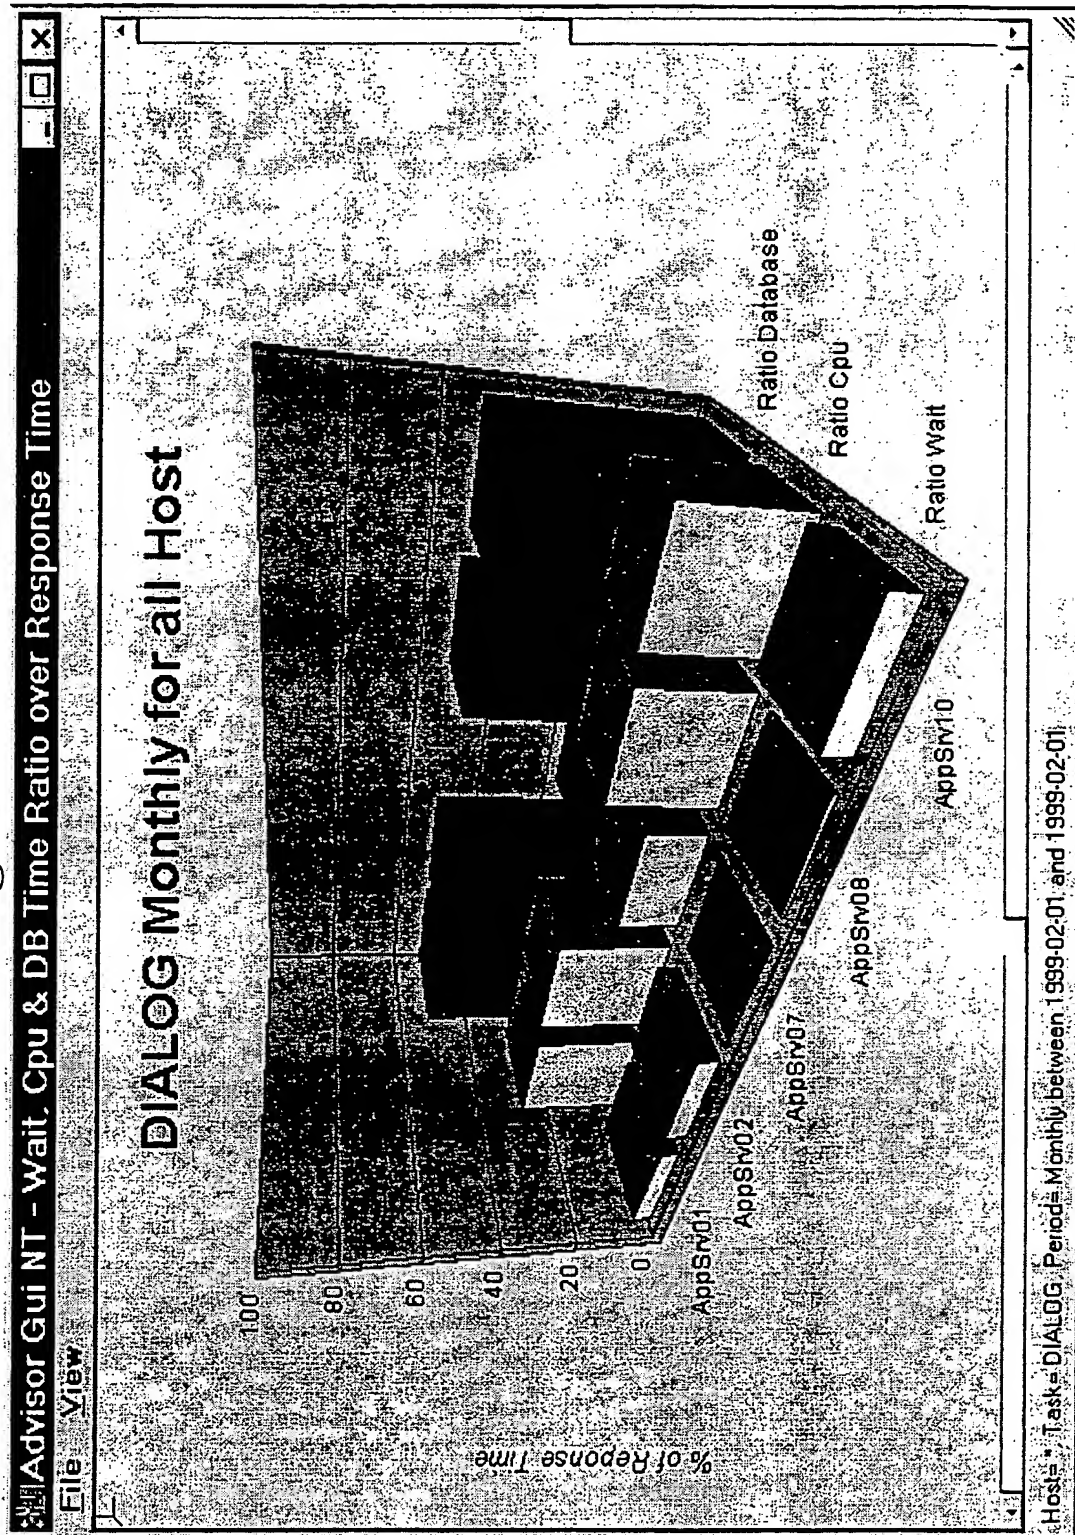 Advisor Gui NT - Wait, Cpu & DB Time Ratio over Response Time
File View
DIALOG Monthly for all Host
100
80
60
40
20
0
% of Reponse Time
AppSrv01
AppSrv02
AppSrv07
AppSrv08
AppSrv10
Ratio Wait
Ratio Cpu
Ratio Database
Host= *, Task= DIALOG, Periode= Monthly between 1999-02-01, and 1999-02-01